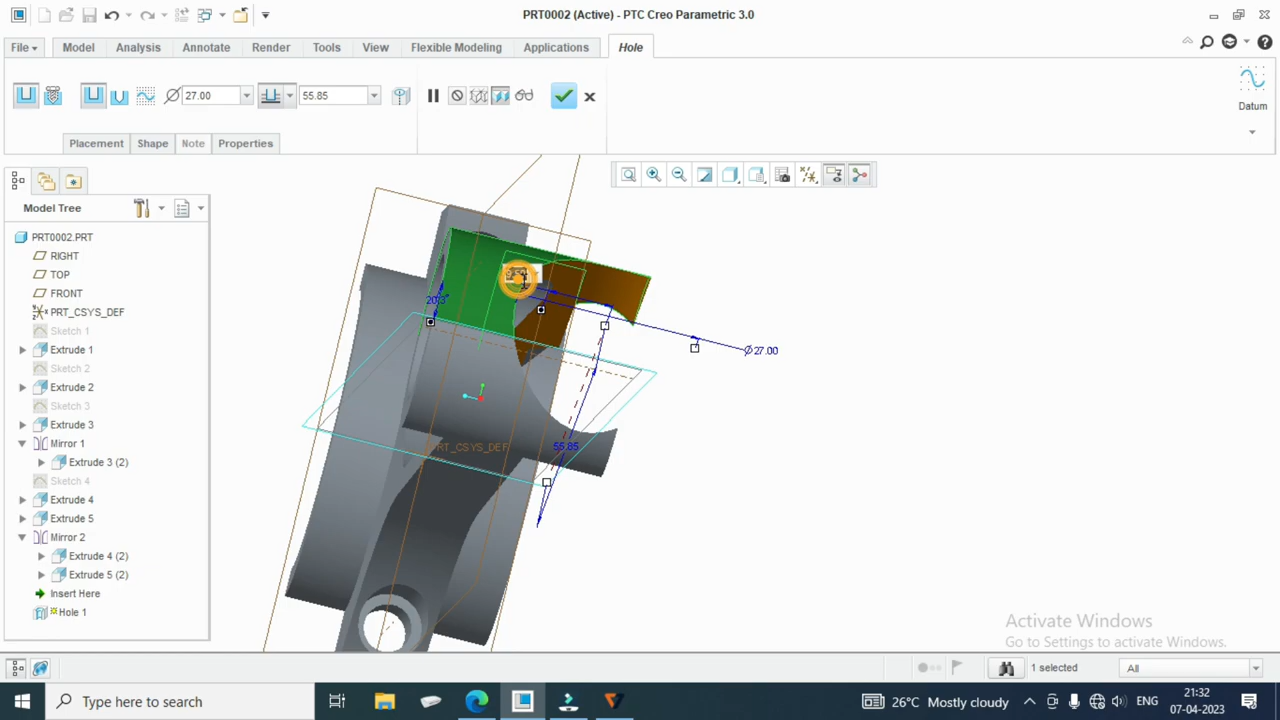 PRT0002 (Active) - PTC Creo Parametric 3.0
File Model Analysis Annotate Render Tools View Flexible Modeling Applications Hole
27.00 55.85
Datum
Placement Shape Note Properties
Model Tree
PRT0002.PRT
RIGHT
TOP
FRONT
PRT_CSYS_DEF
Sketch 1
Extrude 1
Sketch 2
Extrude 2
Sketch 3
Extrude 3
Mirror 1
Extrude 3 (2)
Sketch 4
Extrude 4
Extrude 5
Mirror 2
Extrude 4 (2)
Extrude 5 (2)
Insert Here
Hole 1
Ø27.00
55.85
PRT_CSYS_DEF
Activate Windows
Go to Settings to activate Windows.
1 selected All
Type here to search
26°C Mostly cloudy
ENG
21:32
07-04-2023